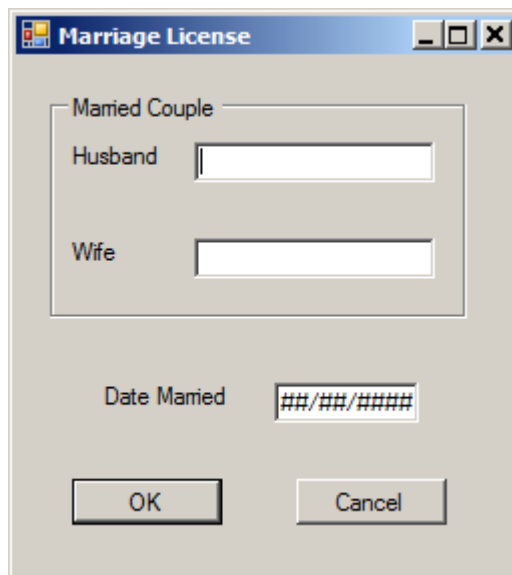 Marriage License
Married Couple
Husband
Wife
Date Married ##/##/####
OK Cancel